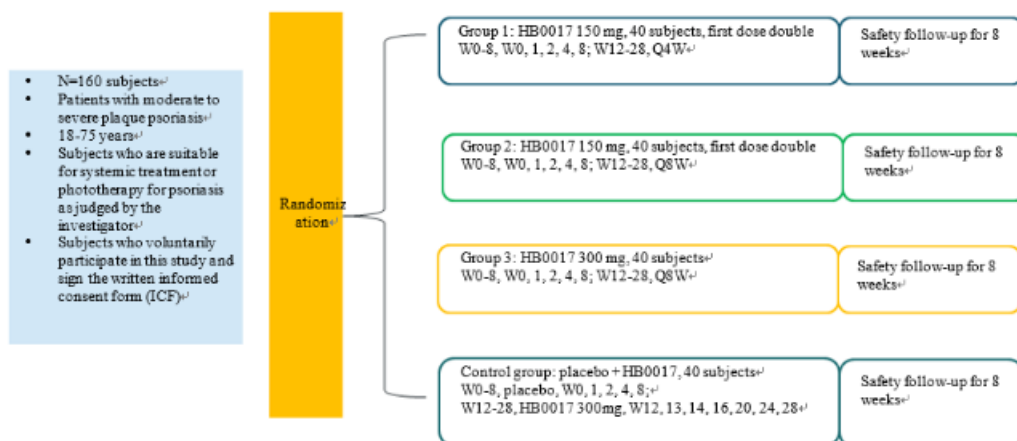 N=160 subjects↵
Patients with moderate to
severe plaque psoriasis↵
18-75 years↵
Subjects who are suitable
for systemic treatment or
phototherapy for psoriasis
as judged by the
investigator↵
Subjects who voluntarily
participate in this study and
sign the written informed
consent form (ICF)↵
Randomiz
ation↵
Group 1: HB0017 150 mg, 40 subjects, first dose double
W0-8, W0, 1, 2, 4, 8; W12-28, Q4W↵
Safety follow-up for 8
weeks↵
Group 2: HB0017 150 mg, 40 subjects, first dose double
W0-8, W0, 1, 2, 4, 8; W12-28, Q8W↵
Safety follow-up for 8
weeks↵
Group 3: HB0017 300 mg, 40 subjects↵
W0-8, W0, 1, 2, 4, 8; W12-28, Q8W↵
Safety follow-up for 8
weeks↵
Control group: placebo + HB0017, 40 subjects↵
W0-8, placebo, W0, 1, 2, 4, 8;↵
W12-28, HB0017 300mg, W12, 13, 14, 16, 20, 24, 28↵
Safety follow-up for 8
weeks↵